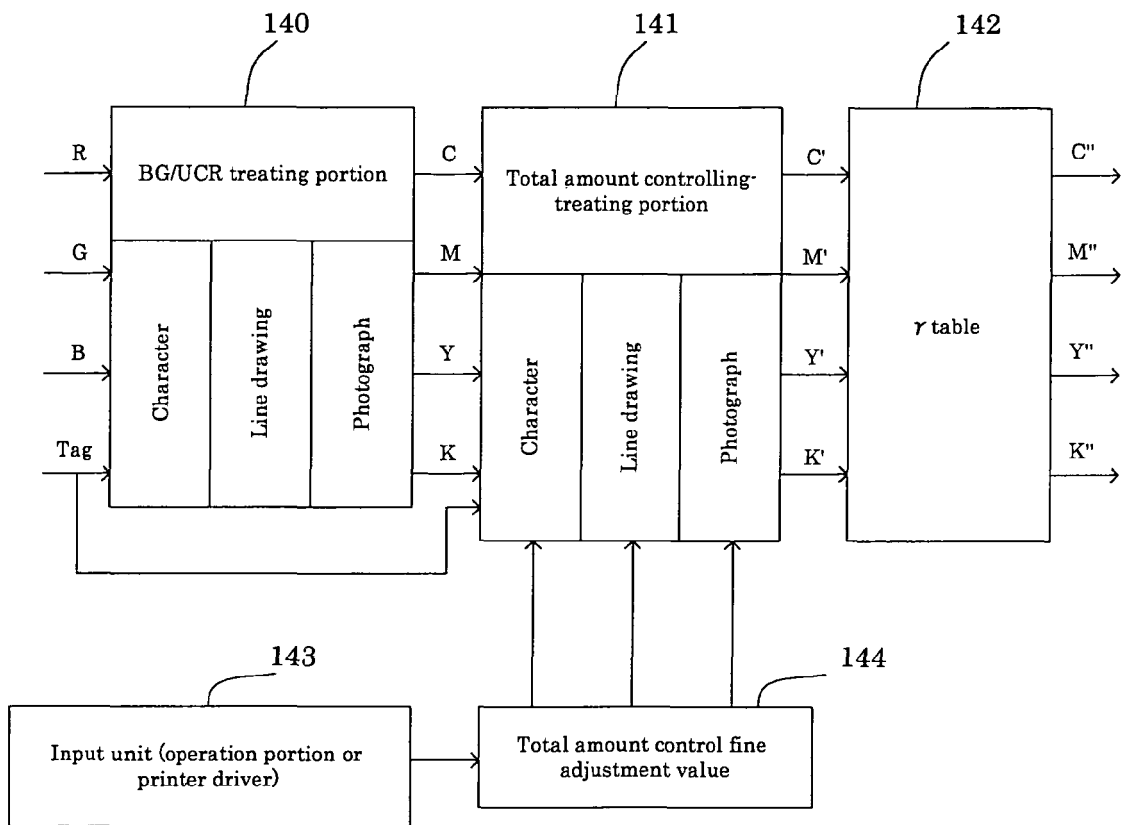 140
141
142
R
BG/UCR treating portion
C
Total amount controlling-
treating portion
C'
C"
G
M
M'
M"
Character
Line drawing
Photograph
Character
Line drawing
Photograph
γ table
B
Y
Y'
Y"
Tag
K
K'
K"
143
144
Input unit (operation portion or
printer driver)
Total amount control fine
adjustment value